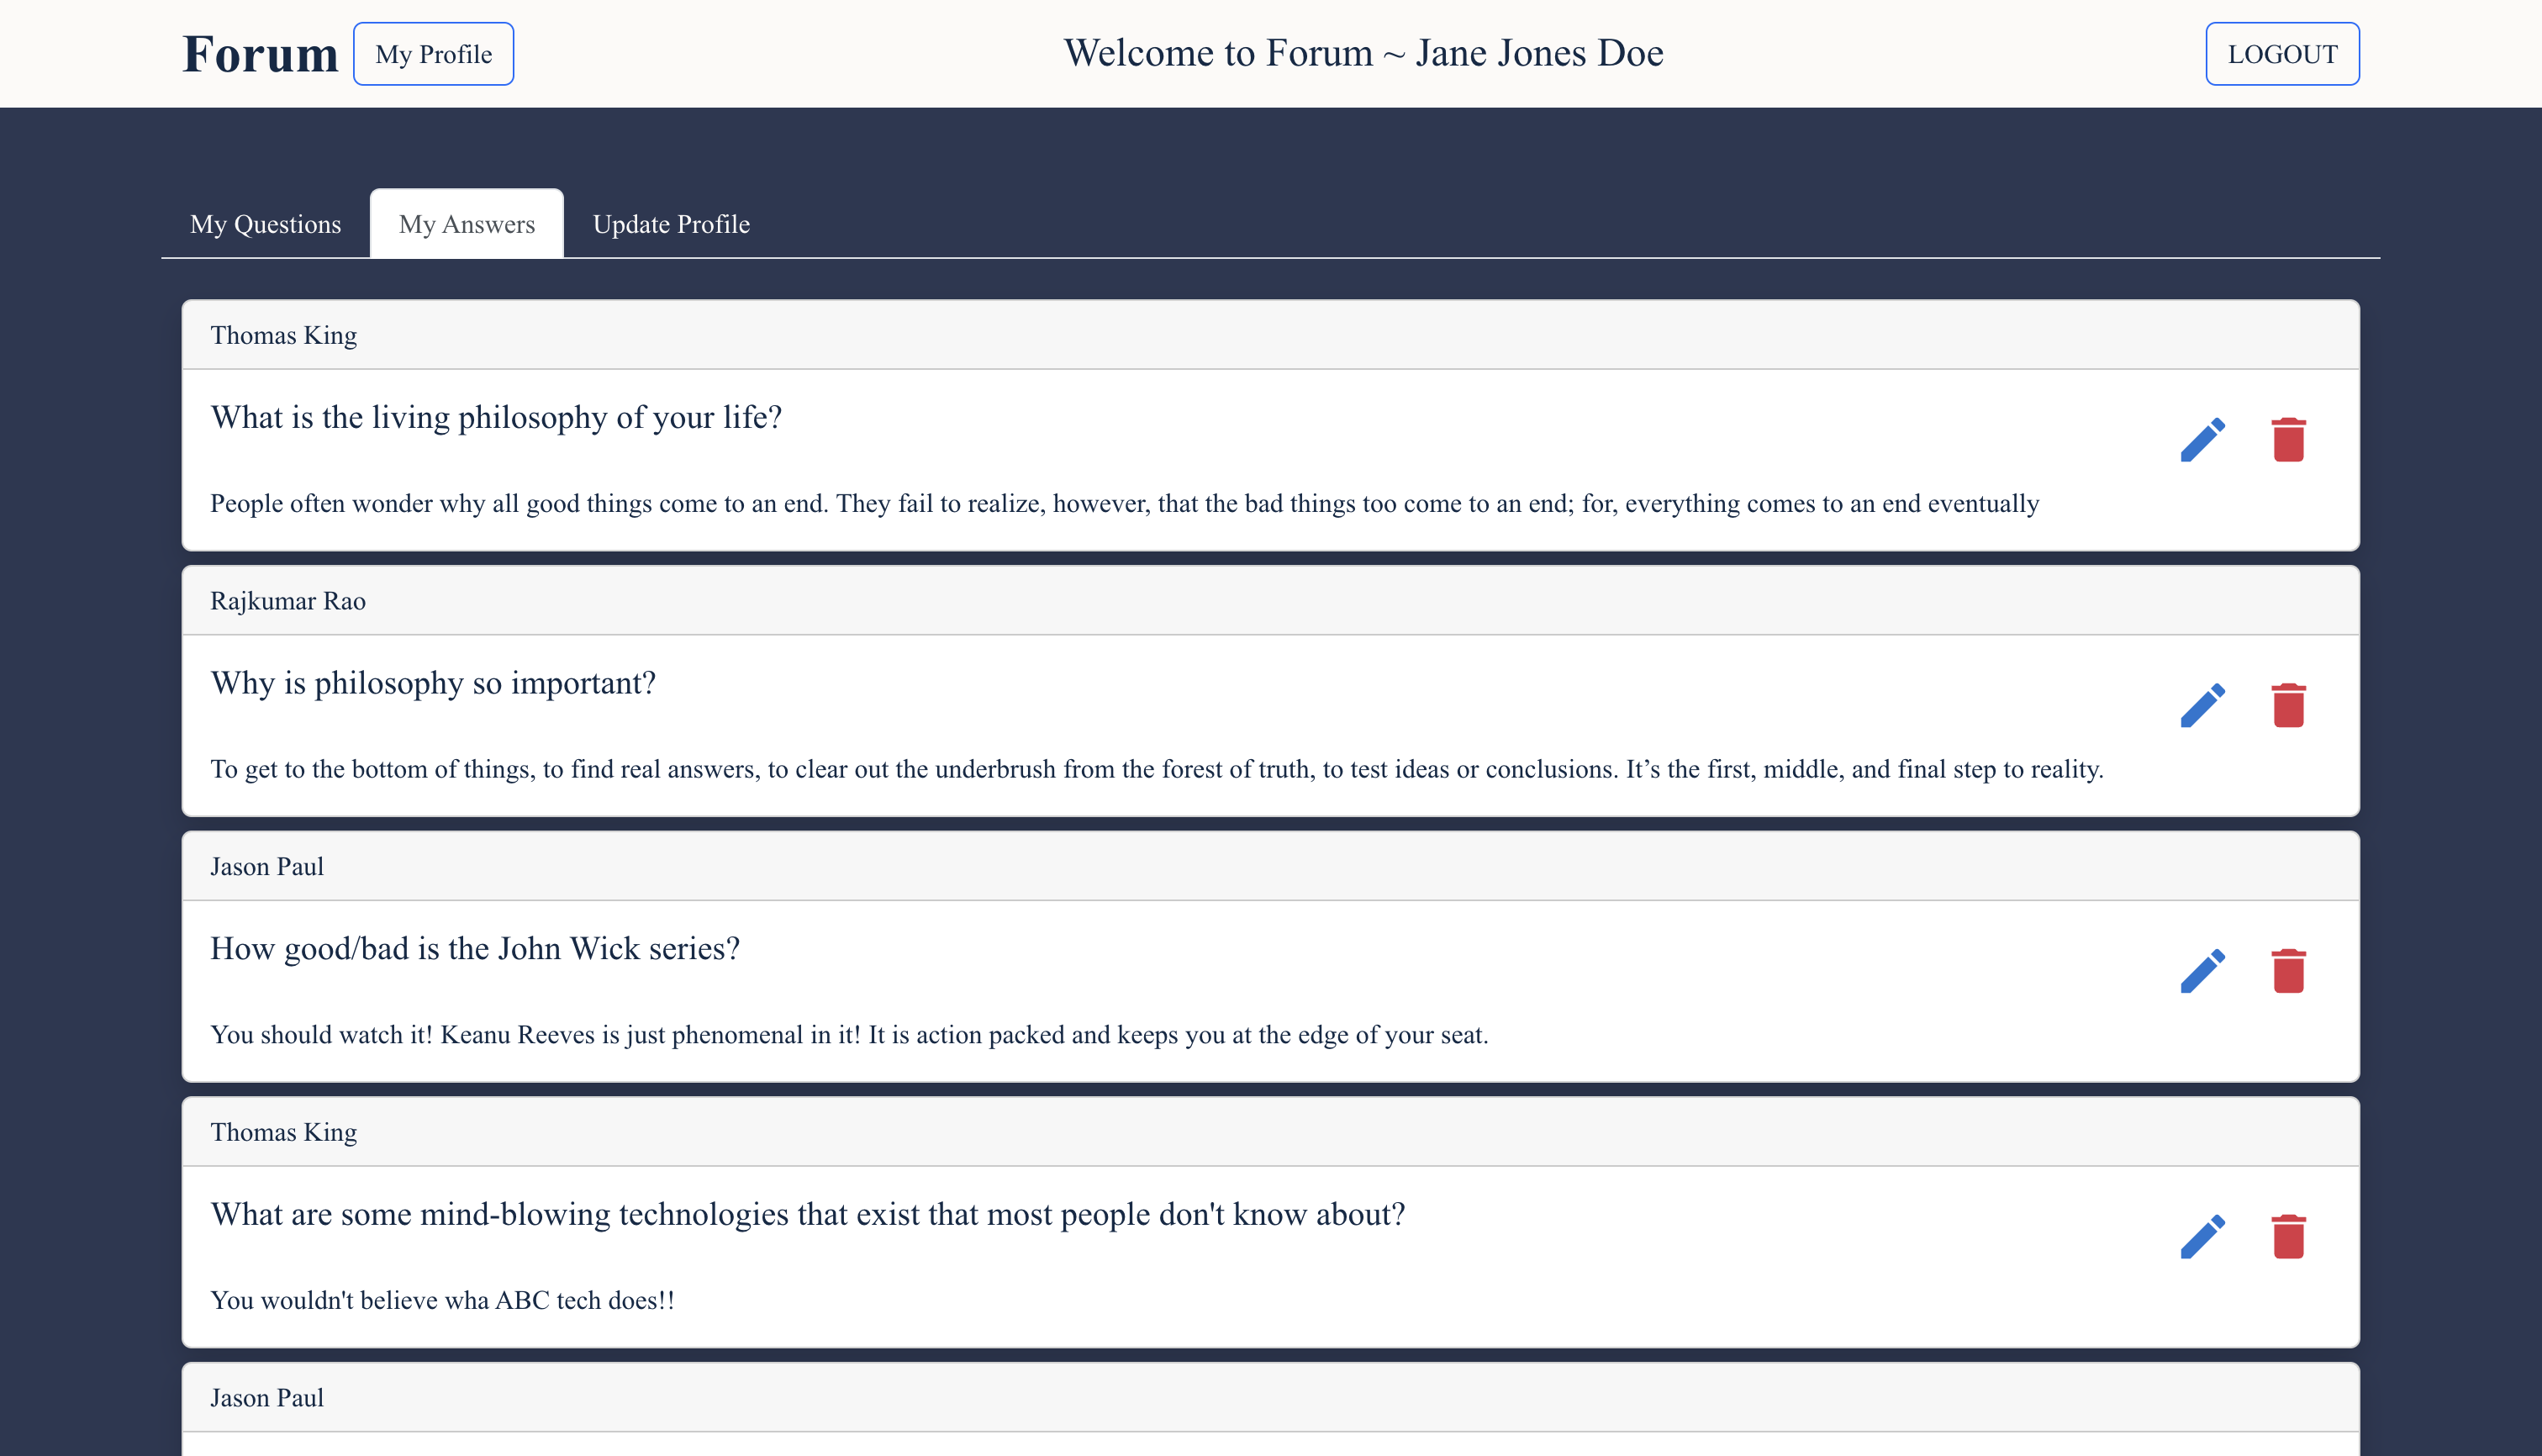 Forum My Profile Welcome to Forum ~ Jane Jones Doe LOGOUT
My Questions My Answers Update Profile
Thomas King
What is the living philosophy of your life?
People often wonder why all good things come to an end. They fail to realize, however, that the bad things too come to an end; for, everything comes to an end eventually
Rajkumar Rao
Why is philosophy so important?
To get to the bottom of things, to find real answers, to clear out the underbrush from the forest of truth, to test ideas or conclusions. It’s the first, middle, and final step to reality.
Jason Paul
How good/bad is the John Wick series?
You should watch it! Keanu Reeves is just phenomenal in it! It is action packed and keeps you at the edge of your seat.
Thomas King
What are some mind-blowing technologies that exist that most people don't know about?
You wouldn't believe wha ABC tech does!!
Jason Paul